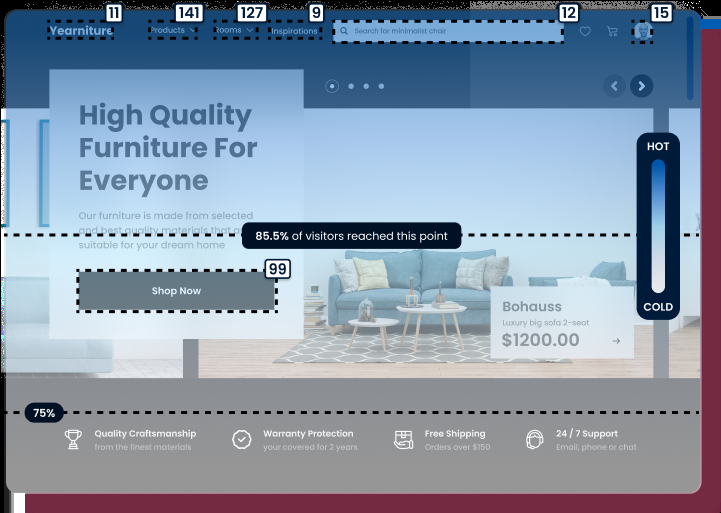 11
141
127
9
12
15
Yearniture
Products
Rooms
Inspirations
Search for minimalist chair
High Quality
Furniture For
Everyone
HOT
Our furniture is made from selected
and best quality materials that
suitable for your dream home
85.5% of visitors reached this point
99
Shop Now
Bohauss
Luxury big sofa 2-seat
$1200.00
COLD
75%
Quality Craftsmanship
from the finest materials
Warranty Protection
your covered for 2 years
Free Shipping
Orders over $150
24 / 7 Support
Email, phone or chat